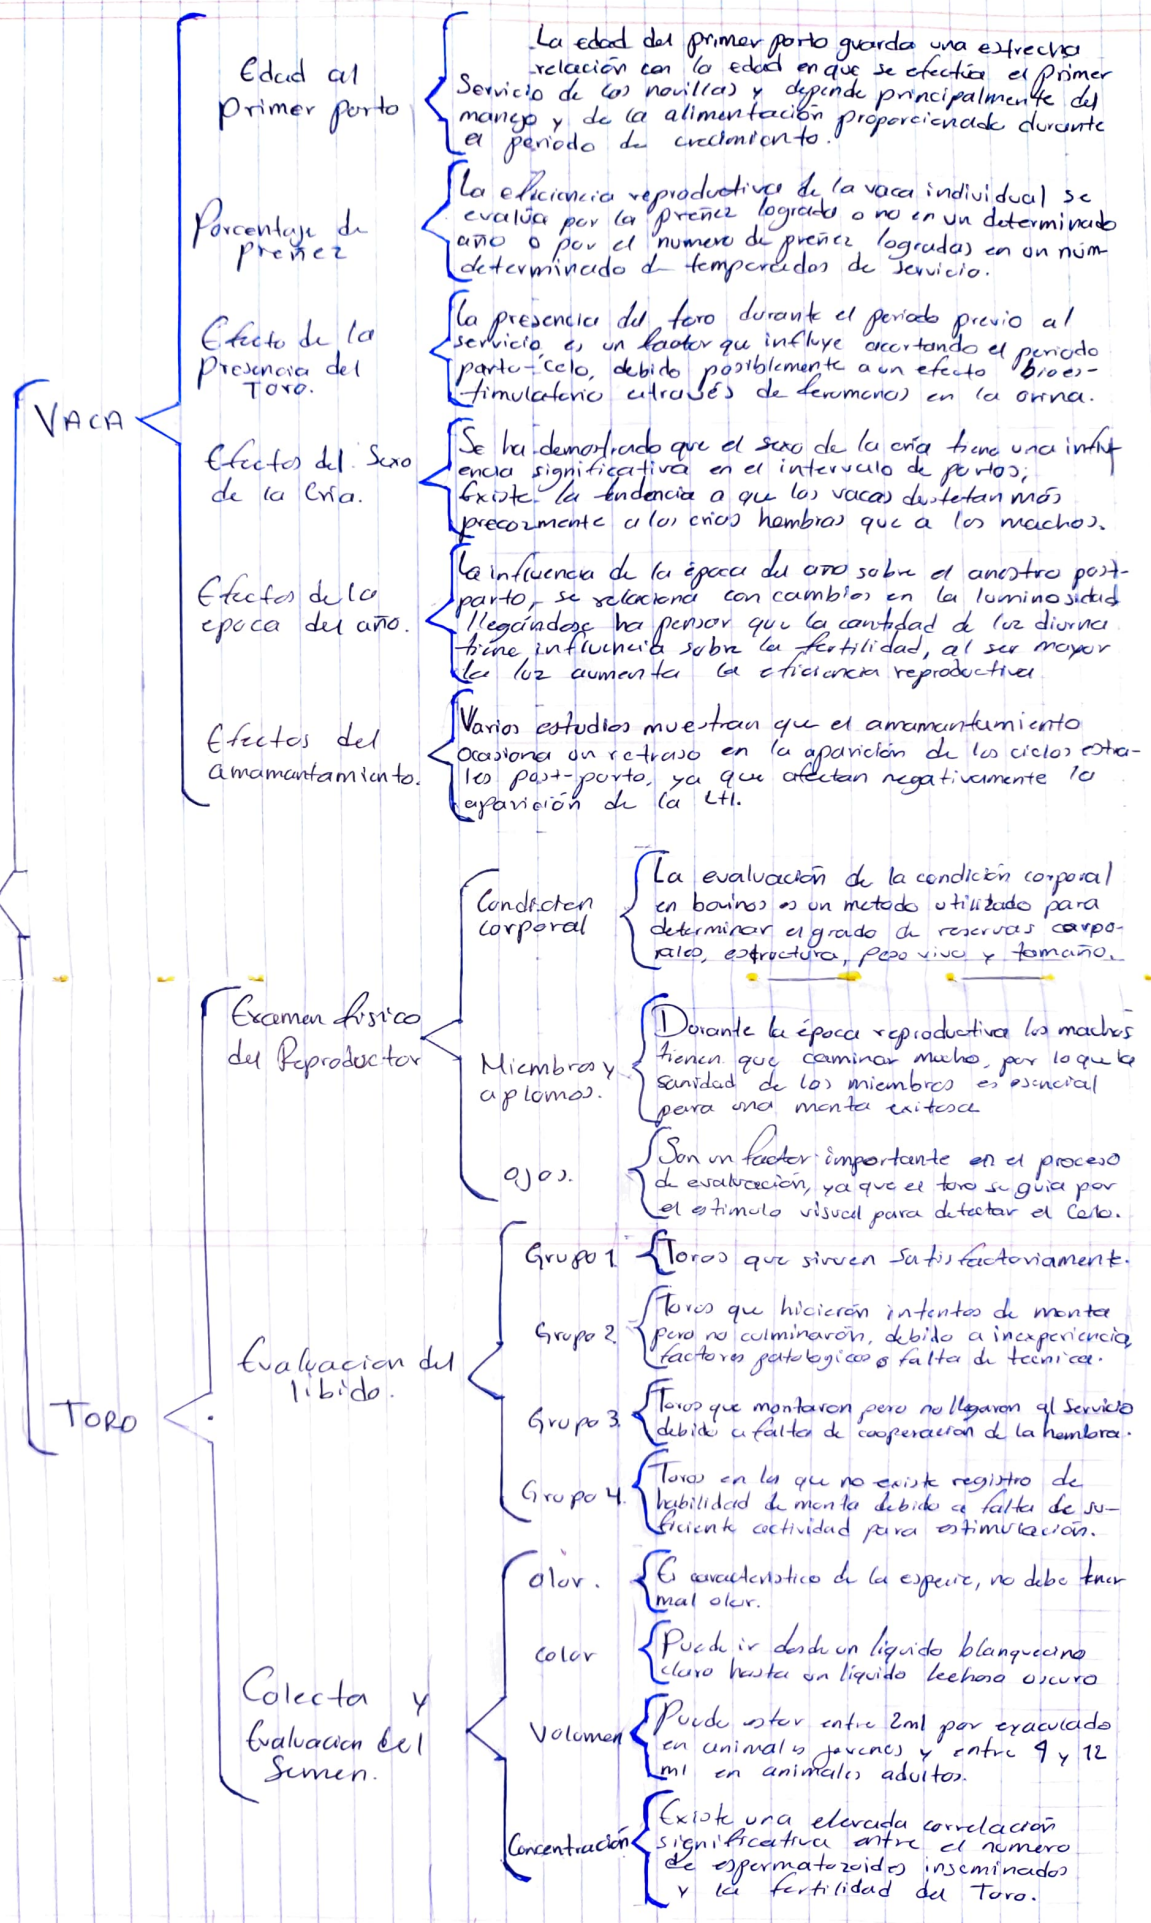 VACA
Edad al
primer parto
La edad del primer parto guarda una estrecha
relación con la edad en que se efectúa el primer
Servicio de las novillas y depende principalmente del
manejo y de la alimentación proporcionada durante
el periodo de crecimiento.
Porcentaje de
preñez
La eficiencia reproductiva de la vaca individual se
evalúa por la preñez lograda o no en un determinado
año o por el numero de preñez logradas en un núm
determinado d temporadas de servicio.
Efecto de la
Presencia del
Toro.
La presencia del toro durante el periodo previo al
servicio, es un factor que influye acortando el periodo
parto-celo, debido posiblemente a un efecto bioes-
timulatorio através de feromonas en la orina.
Efectos del Sexo
de la Cría.
Se ha demostrado que el sexo de la cría tiene una influ
encia significativa en el intervalo de partos;
Existe la tendencia a que las vacas destetan más
precozmente a las crias hembras que a los machos.
Efectos de la
epoca del año.
La influencia de la época del año sobre el anestro post-
parto, se relaciona con cambios en la luminosidad
llegándose ha pensar que la cantidad de luz diurna
tiene influencia sobre la fertilidad, al ser mayor
la luz aumenta la eficiencia reproductiva
Efectos del
amamantamiento.
Varios estudios muestran que el amamantamiento
Ocasiona un retraso en la aparición de los ciclos estra-
les post-parto, ya que afectan negativamente la
aparición de la LH.
TORO
Examen físico
del Reproductor
Condicten
corporal
La evaluación de la condición corporal
en bovinos es un metodo utilizado para
determinar el grado de reservas corpo-
rales, estructura, peso vivo y tamaño.
Miembros y
aplomos.
Durante la época reproductiva los machos
tienen que caminar mucho, por lo que la
sanidad de los miembros es esencial
para una monta exitosa
Ojos.
Son un factor importante en el proceso
de evaluación, ya que el toro se guia por
el estimulo visual para detectar el Celo.
Evaluacion del
libido.
Grupo 1
Toros que sirven satisfactoriamente.
Grupo 2
Toros que hicierón intentos de monta
pero no culminarón, debido a inexperiencia,
factores patologicos o falta de tecnica.
Grupo 3
Toros que montaron pero no llegaron al servicio
debido a falta de cooperacion de la hembra.
Grupo 4.
Toros en los que no existe registro de
habilidad de monta debido a falta de su-
ficiente actividad para estimulación.
Colecta y
Evaluacion del
Semen.
Olor.
Es caracteristico de la especie, no debe tener
mal olor.
Color
Puede ir desde un líquido blanquecino
claro hasta un líquido lechoso oscuro
Volumen
Puede estar entre 2ml por eyaculado
en animales jovenes y entre 4 y 12
ml en animales adultos.
Concentración
Existe una elevada correlación
significativa entre el numero
de espermatozoides inseminados
y la fertilidad del Toro.